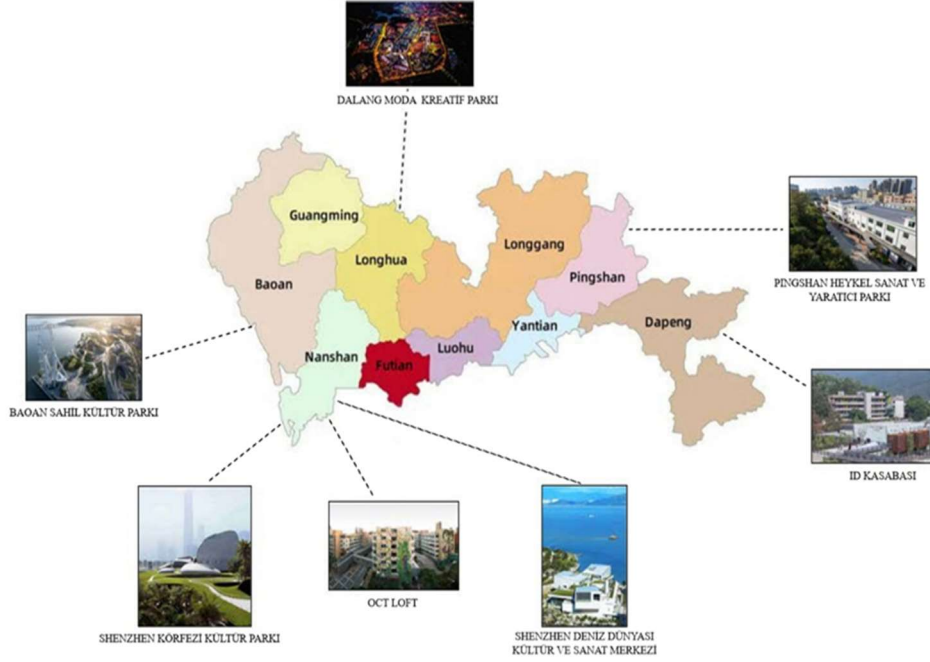 DALANG MODA KREATİF PARKI
Guangming
Longgang
Longhua
Pingshan
Baoan
PINGSHAN HEYKEL SANAT VE
YARATICI PARKI
Dapeng
Yantian
Luohu
Nanshan
Futian
BAOAN SAHİL KÜLTÜR PARKI
ID KASABASI
OCT LOFT
SHENZHEN KÖRFEZİ KÜLTÜR PARKI
SHENZHEN DENİZ DÜNYASI
KÜLTÜR VE SANAT MERKEZİ